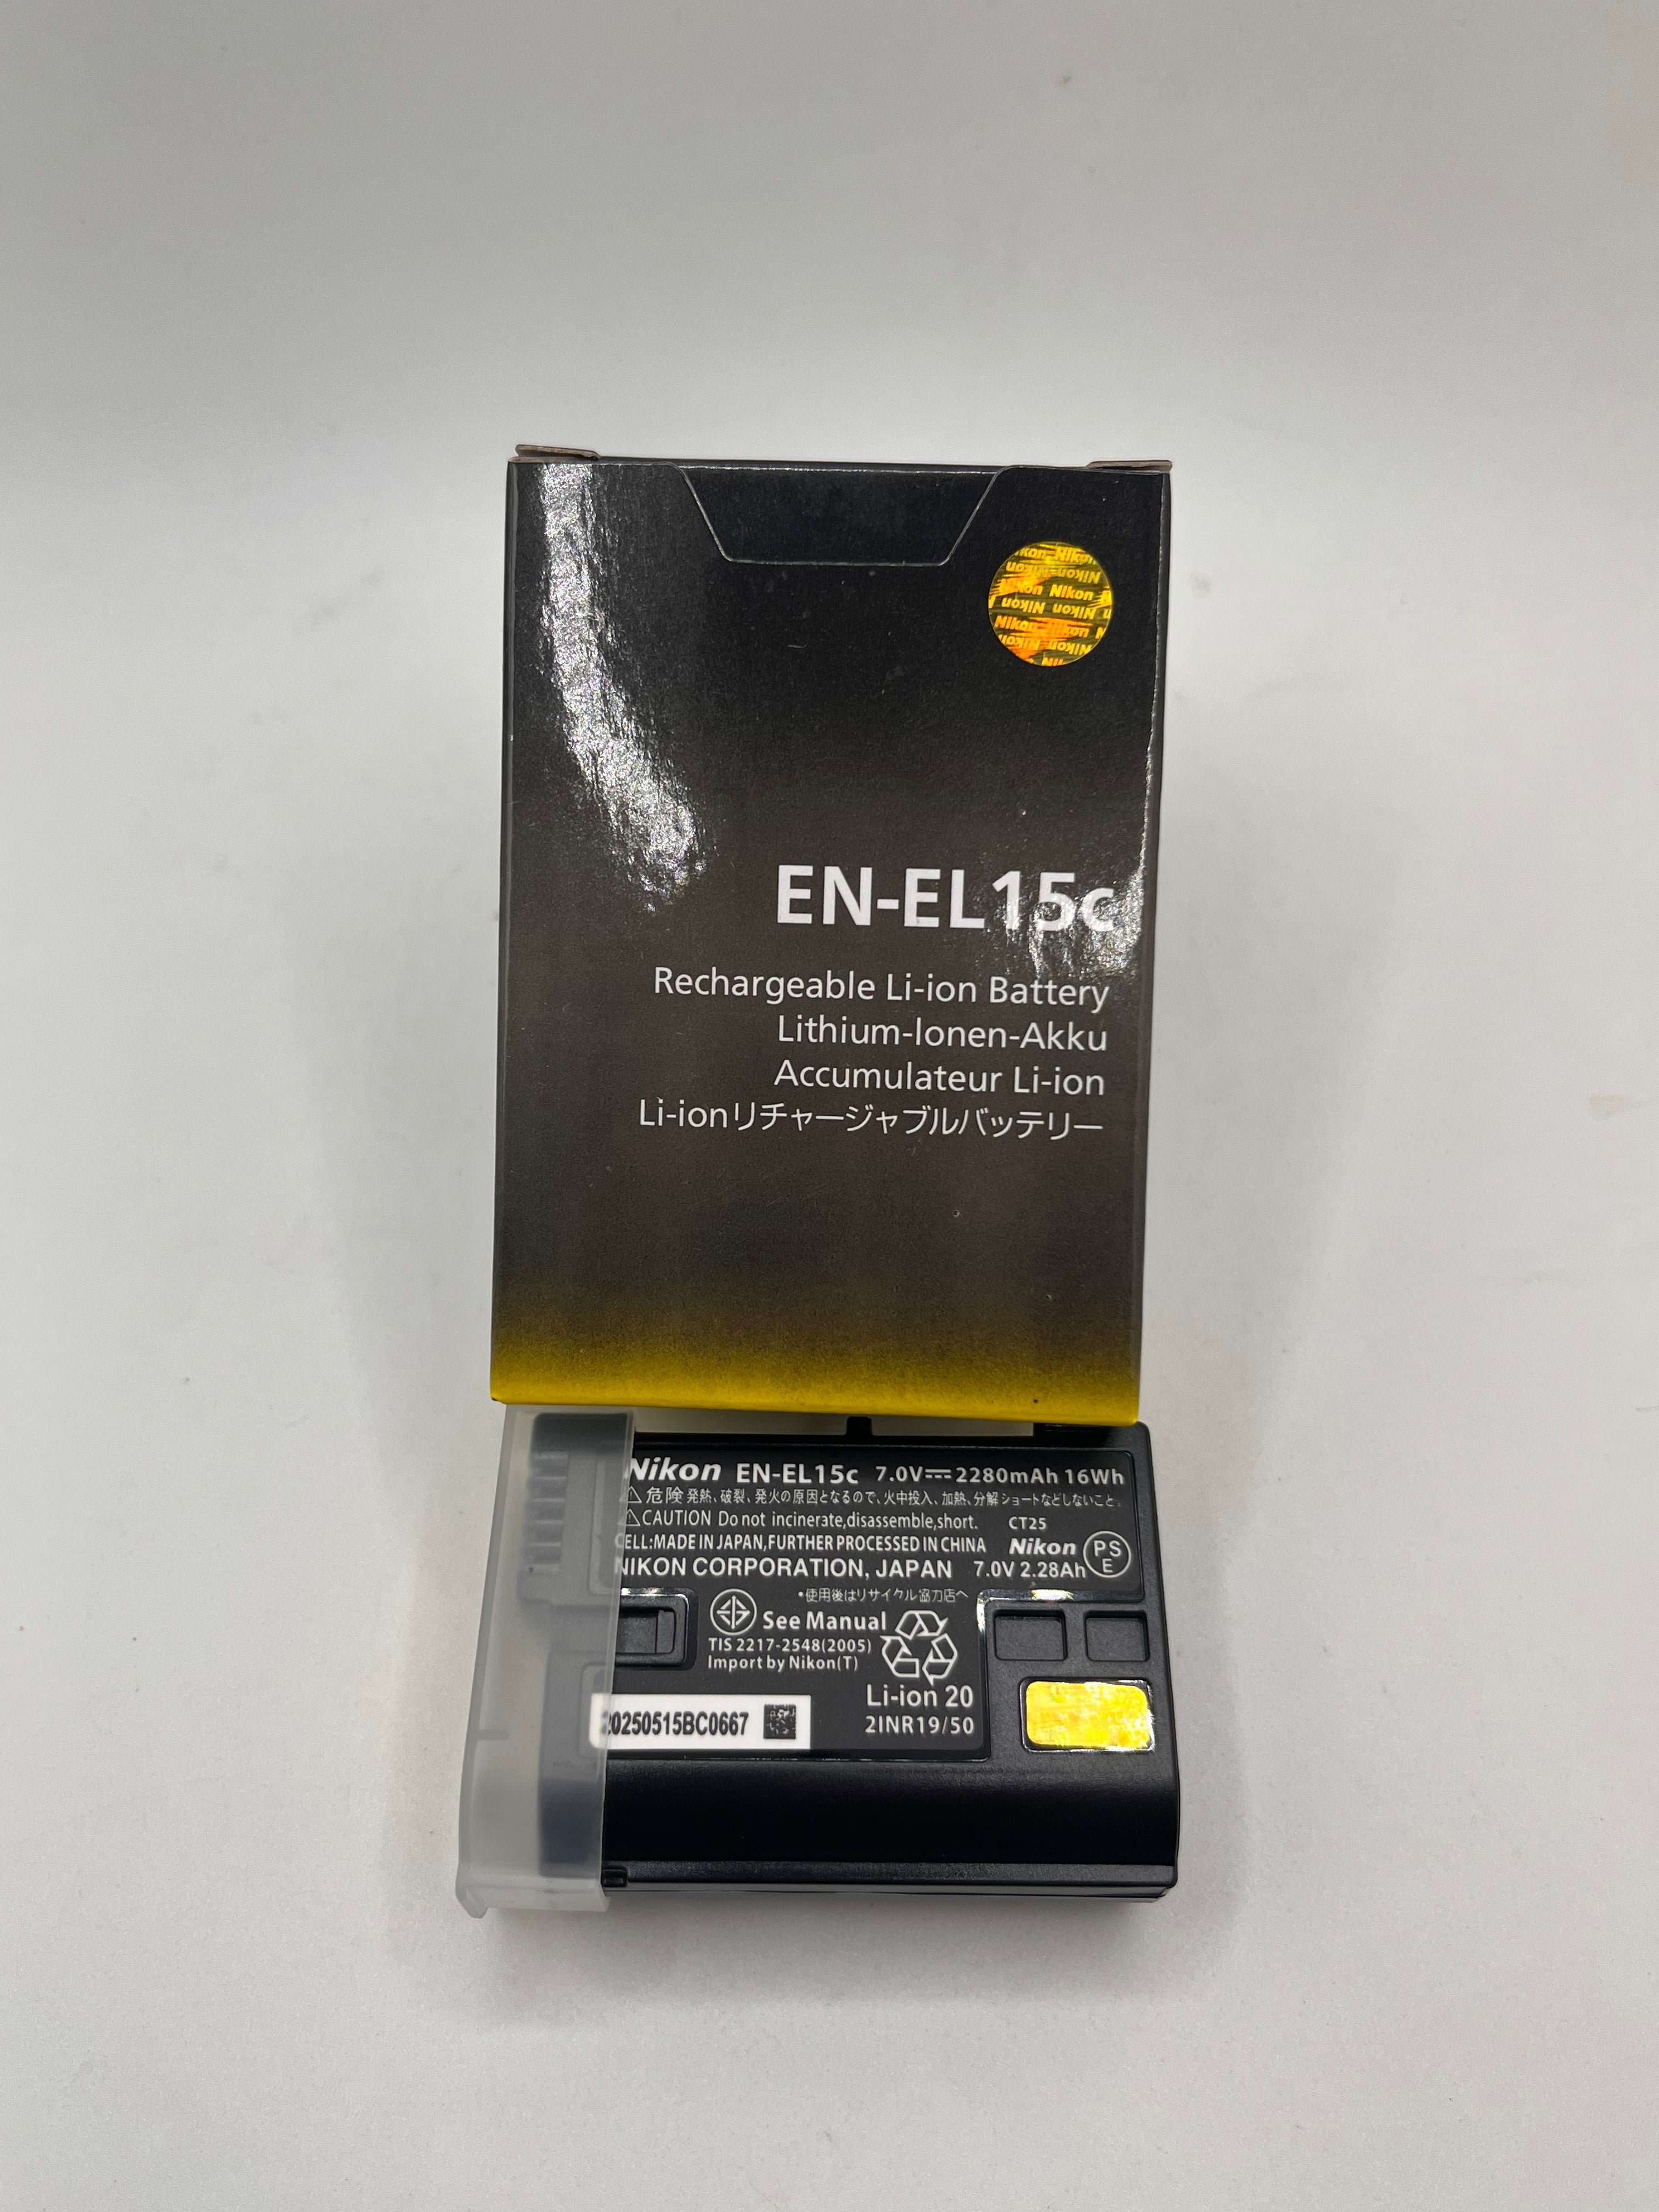 Nikon Nikon
Nikon Nikon
Nikon Nikon
EN-EL15c
Rechargeable Li-ion Battery
Lithium-Ionen-Akku
Accumulateur Li-ion
Li-ionリチャージャブルバッテリー
Nikon EN-EL15c 7.0V⎓2280mAh 16Wh
危険 発熱、破裂、発火の原因となるので、火中投入、加熱、分解 ショートなどしないこと。
CAUTION Do not incinerate,disassemble,short. CT25
CELL:MADE IN JAPAN,FURTHER PROCESSED IN CHINA Nikon
PS
E
NIKON CORPORATION, JAPAN 7.0V 2.28Ah
•使用後はリサイクル協力店へ
See Manual
TIS 2217-2548(2005)
Import by Nikon(T)
Li-ion 20
2INR19/50
20250515BC0667